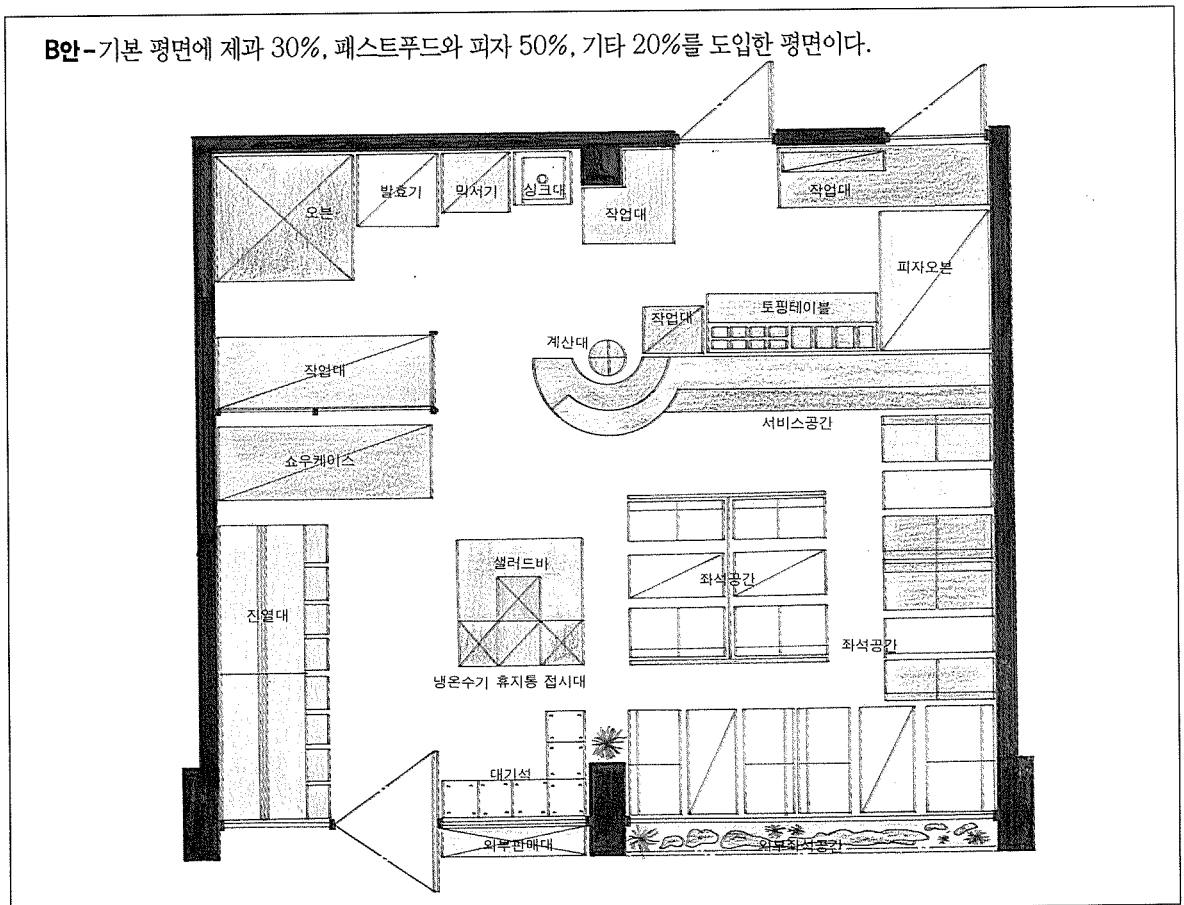 B안-기본 평면에 제과 30%, 패스트푸드와 피자 50%, 기타 20%를 도입한 평면이다.
오븐
발효기
믹서기
싱크대
작업대
작업대
피자오븐
토핑테이블
작업대
계산대
작업대
서비스공간
쇼우케이스
샐러드바
좌석공간
진열대
좌석공간
냉온수기 휴지통 접시대
대기석
외부판매대
외부좌석공간